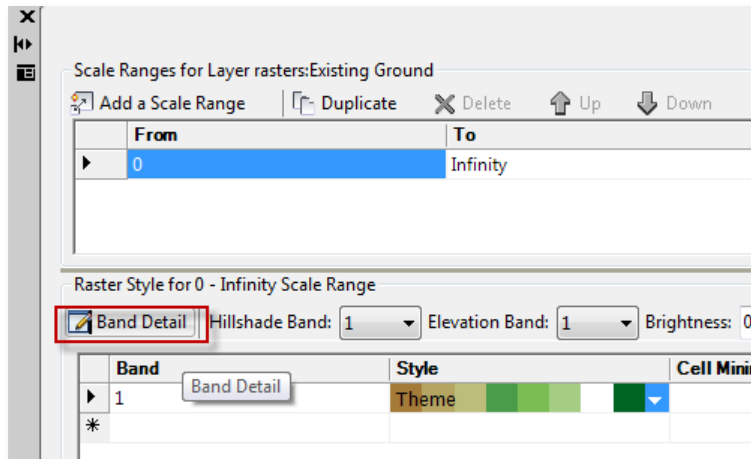 Scale Ranges for Layer rasters:Existing Ground
Add a Scale Range Duplicate Delete Up Down
From To
0 Infinity
Raster Style for 0 - Infinity Scale Range
Band Detail Hillshade Band: 1 Elevation Band: 1 Brightness: 0
Band Style Cell Mini
1 Theme
Band Detail